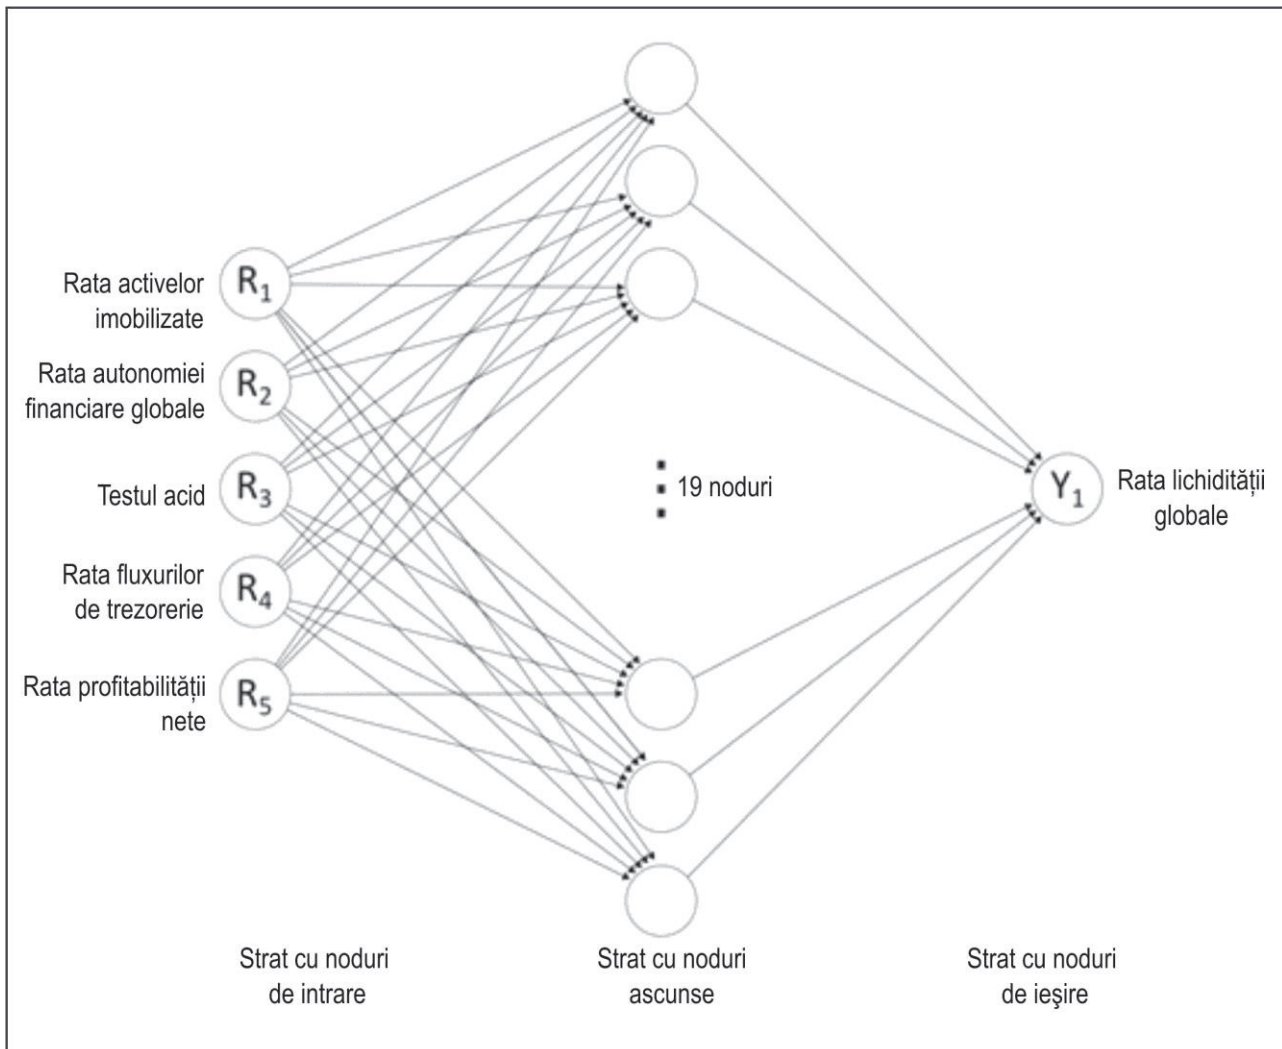 Rata activelor
imobilizate
R1
Rata autonomiei
financiare globale
R2
Testul acid
R3
Rata fluxurilor
de trezorerie
R4
Rata profitabilității
nete
R5
19 noduri
Y1
Rata lichidității
globale
Strat cu noduri
de intrare
Strat cu noduri
ascunse
Strat cu noduri
de ieşire